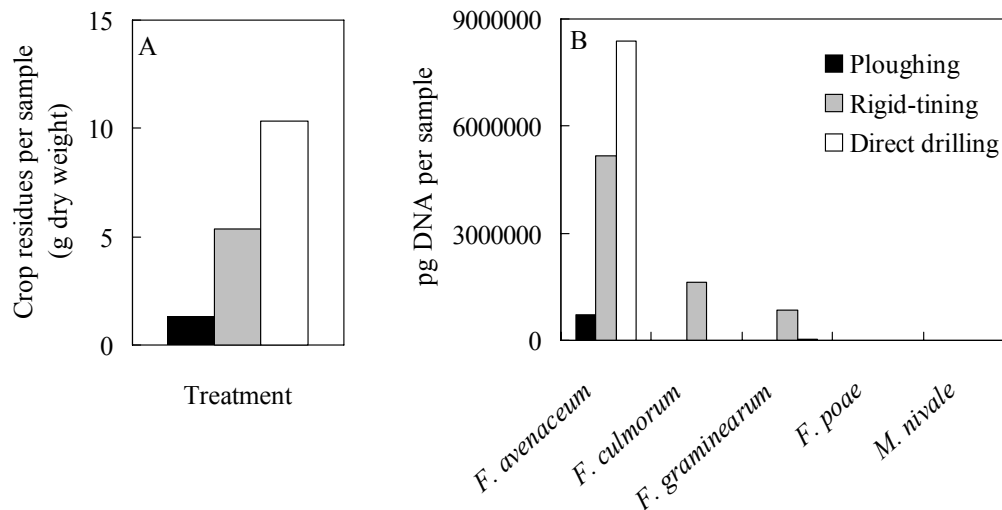 A
Crop residues per sample
(g dry weight)
15
10
5
0
Treatment
B
pg DNA per sample
9000000
6000000
3000000
0
Ploughing
Rigid-tining
Direct drilling
F. avenaceum
F. culmorum
F. graminearum
F. poae
M. nivale